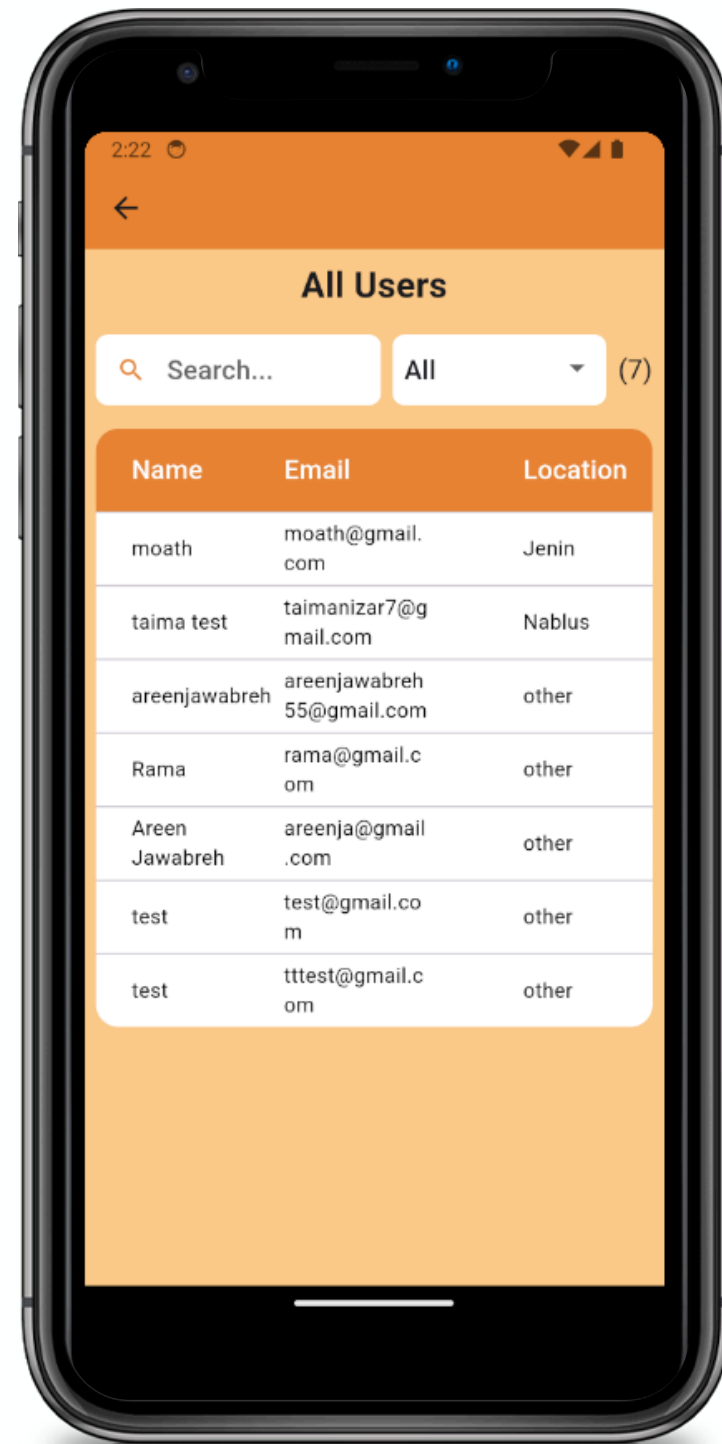 2:22
All Users
Search... All (7)
Name Email Location
moath moath@gmail. Jenin
com
taima test taimanizar7@g Nablus
mail.com
areenjawabreh areenjawabreh other
55@gmail.com
Rama rama@gmail.c other
om
Areen areenja@gmail other
Jawabreh .com
test test@gmail.co other
m
test tttest@gmail.c other
om